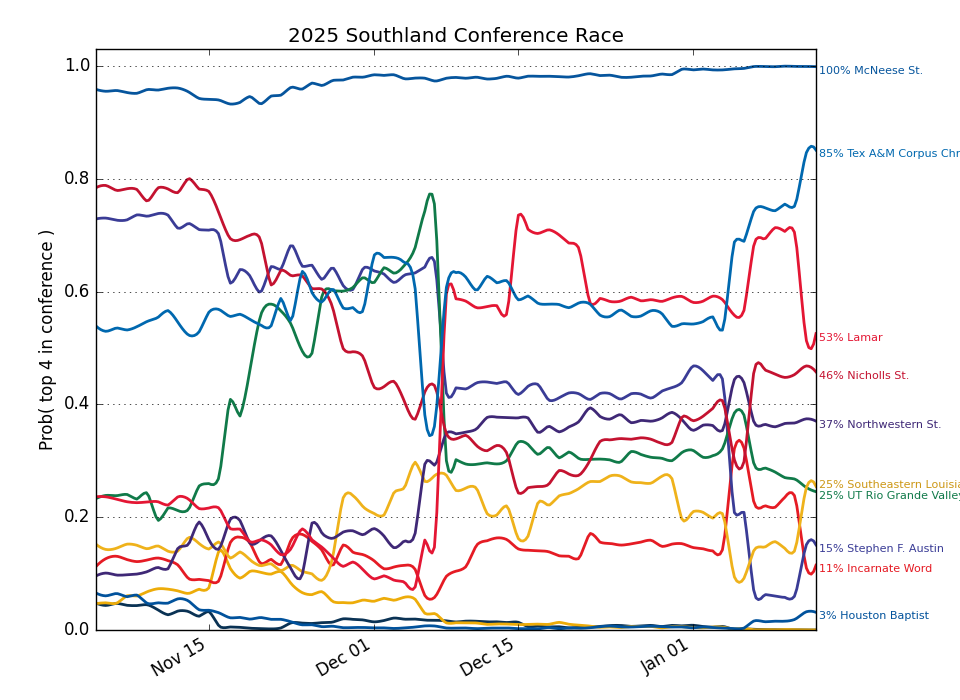 2025 Southland Conference Race
1.0
0.8
0.6
0.4
0.2
0.0
Prob( top 4 in conference )
Nov 15
Dec 01
Dec 15
Jan 01
100% McNeese St.
85% Tex A&M Corpus Chr
53% Lamar
46% Nicholls St.
37% Northwestern St.
25% Southeastern Louisia
25% UT Rio Grande Valley
15% Stephen F. Austin
11% Incarnate Word
3% Houston Baptist